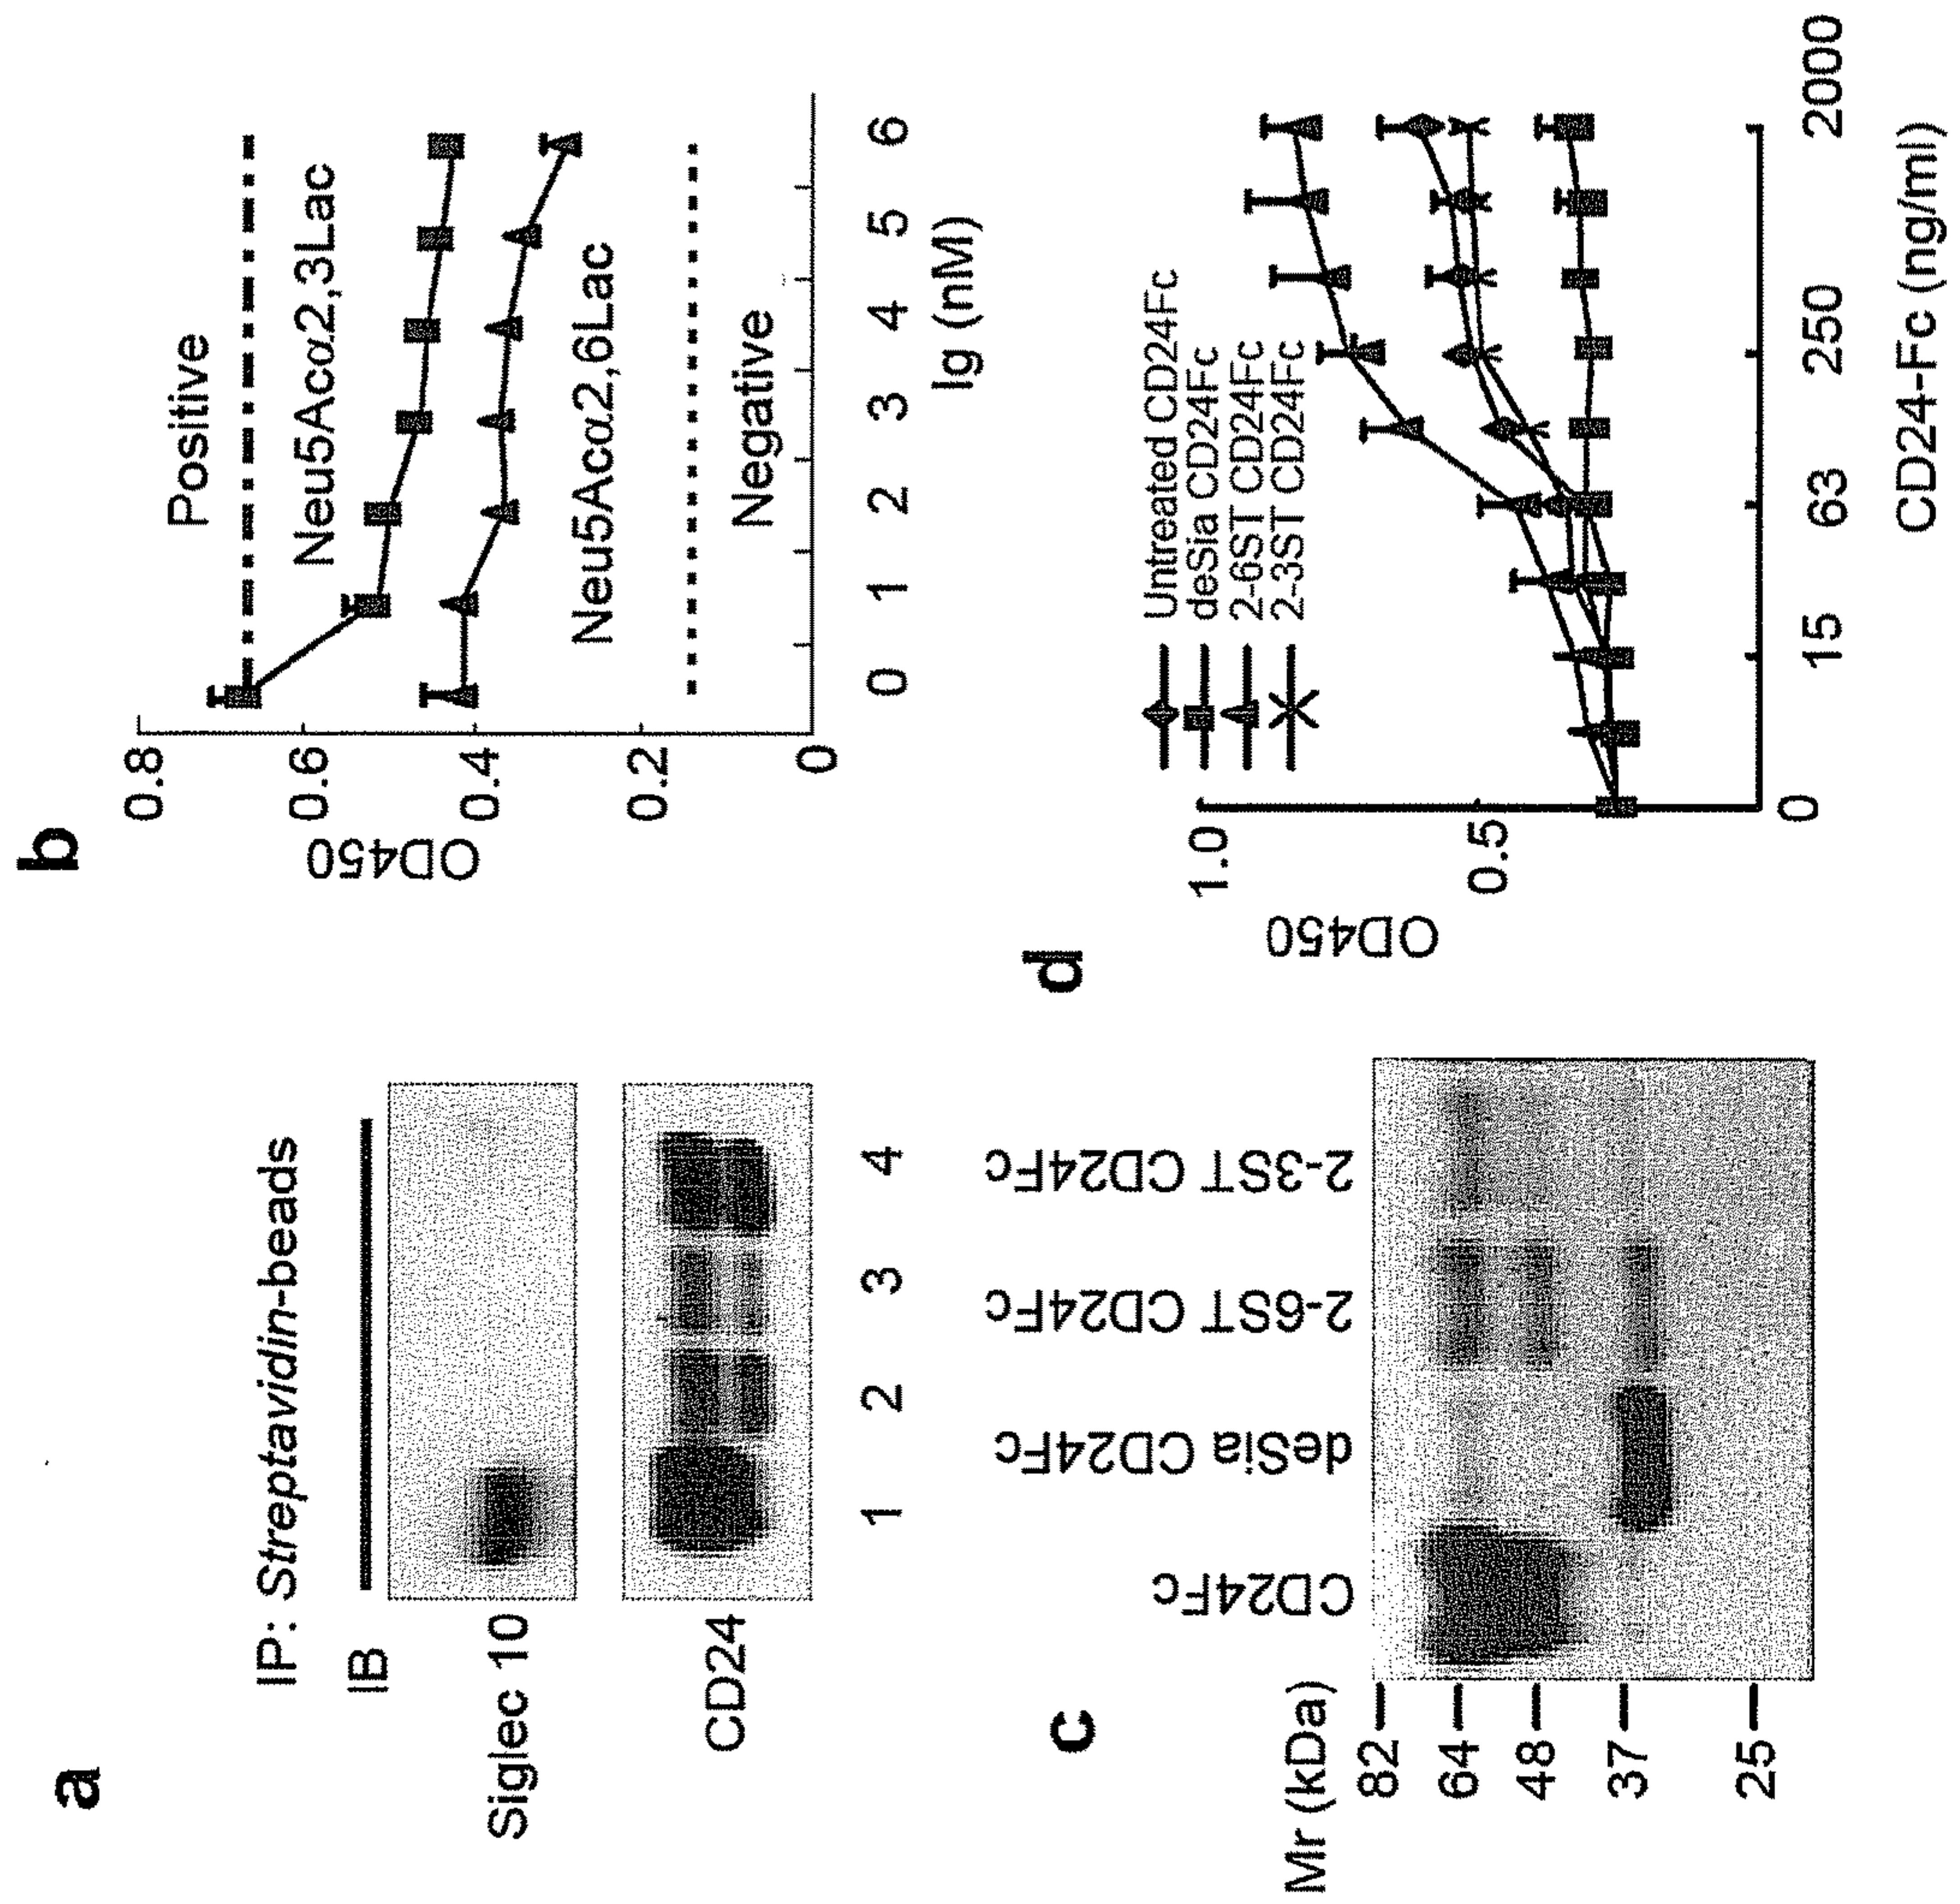 a
IP: Streptavidin-beads
IB
Siglec 10
CD24
1 2 3 4
b
OD450
0.8
0.6
0.4
0.2
0
Positive
Neu5Acα2,3Lac
Neu5Acα2,6Lac
Negative
0 1 2 3 4 5 6
Ig (nM)
c
CD24Fc
deSia CD24Fc
2-6ST CD24Fc
2-3ST CD24Fc
Mr (kDa)
82
64
48
37
25
d
OD450
1.0
0.5
Untreated CD24Fc
deSia CD24Fc
2-6ST CD24Fc
2-3ST CD24Fc
0 15 63 250 2000
CD24-Fc (ng/ml)